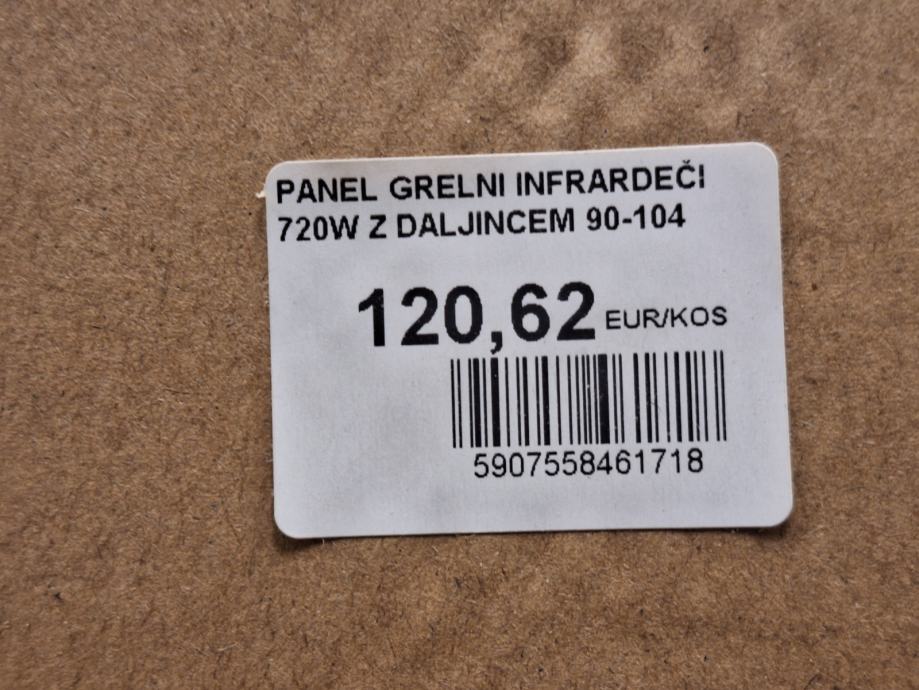 PANEL GRELNI INFRARDEČI
720W Z DALJINCEM 90-104
120,62 EUR/KOS
5907558461718